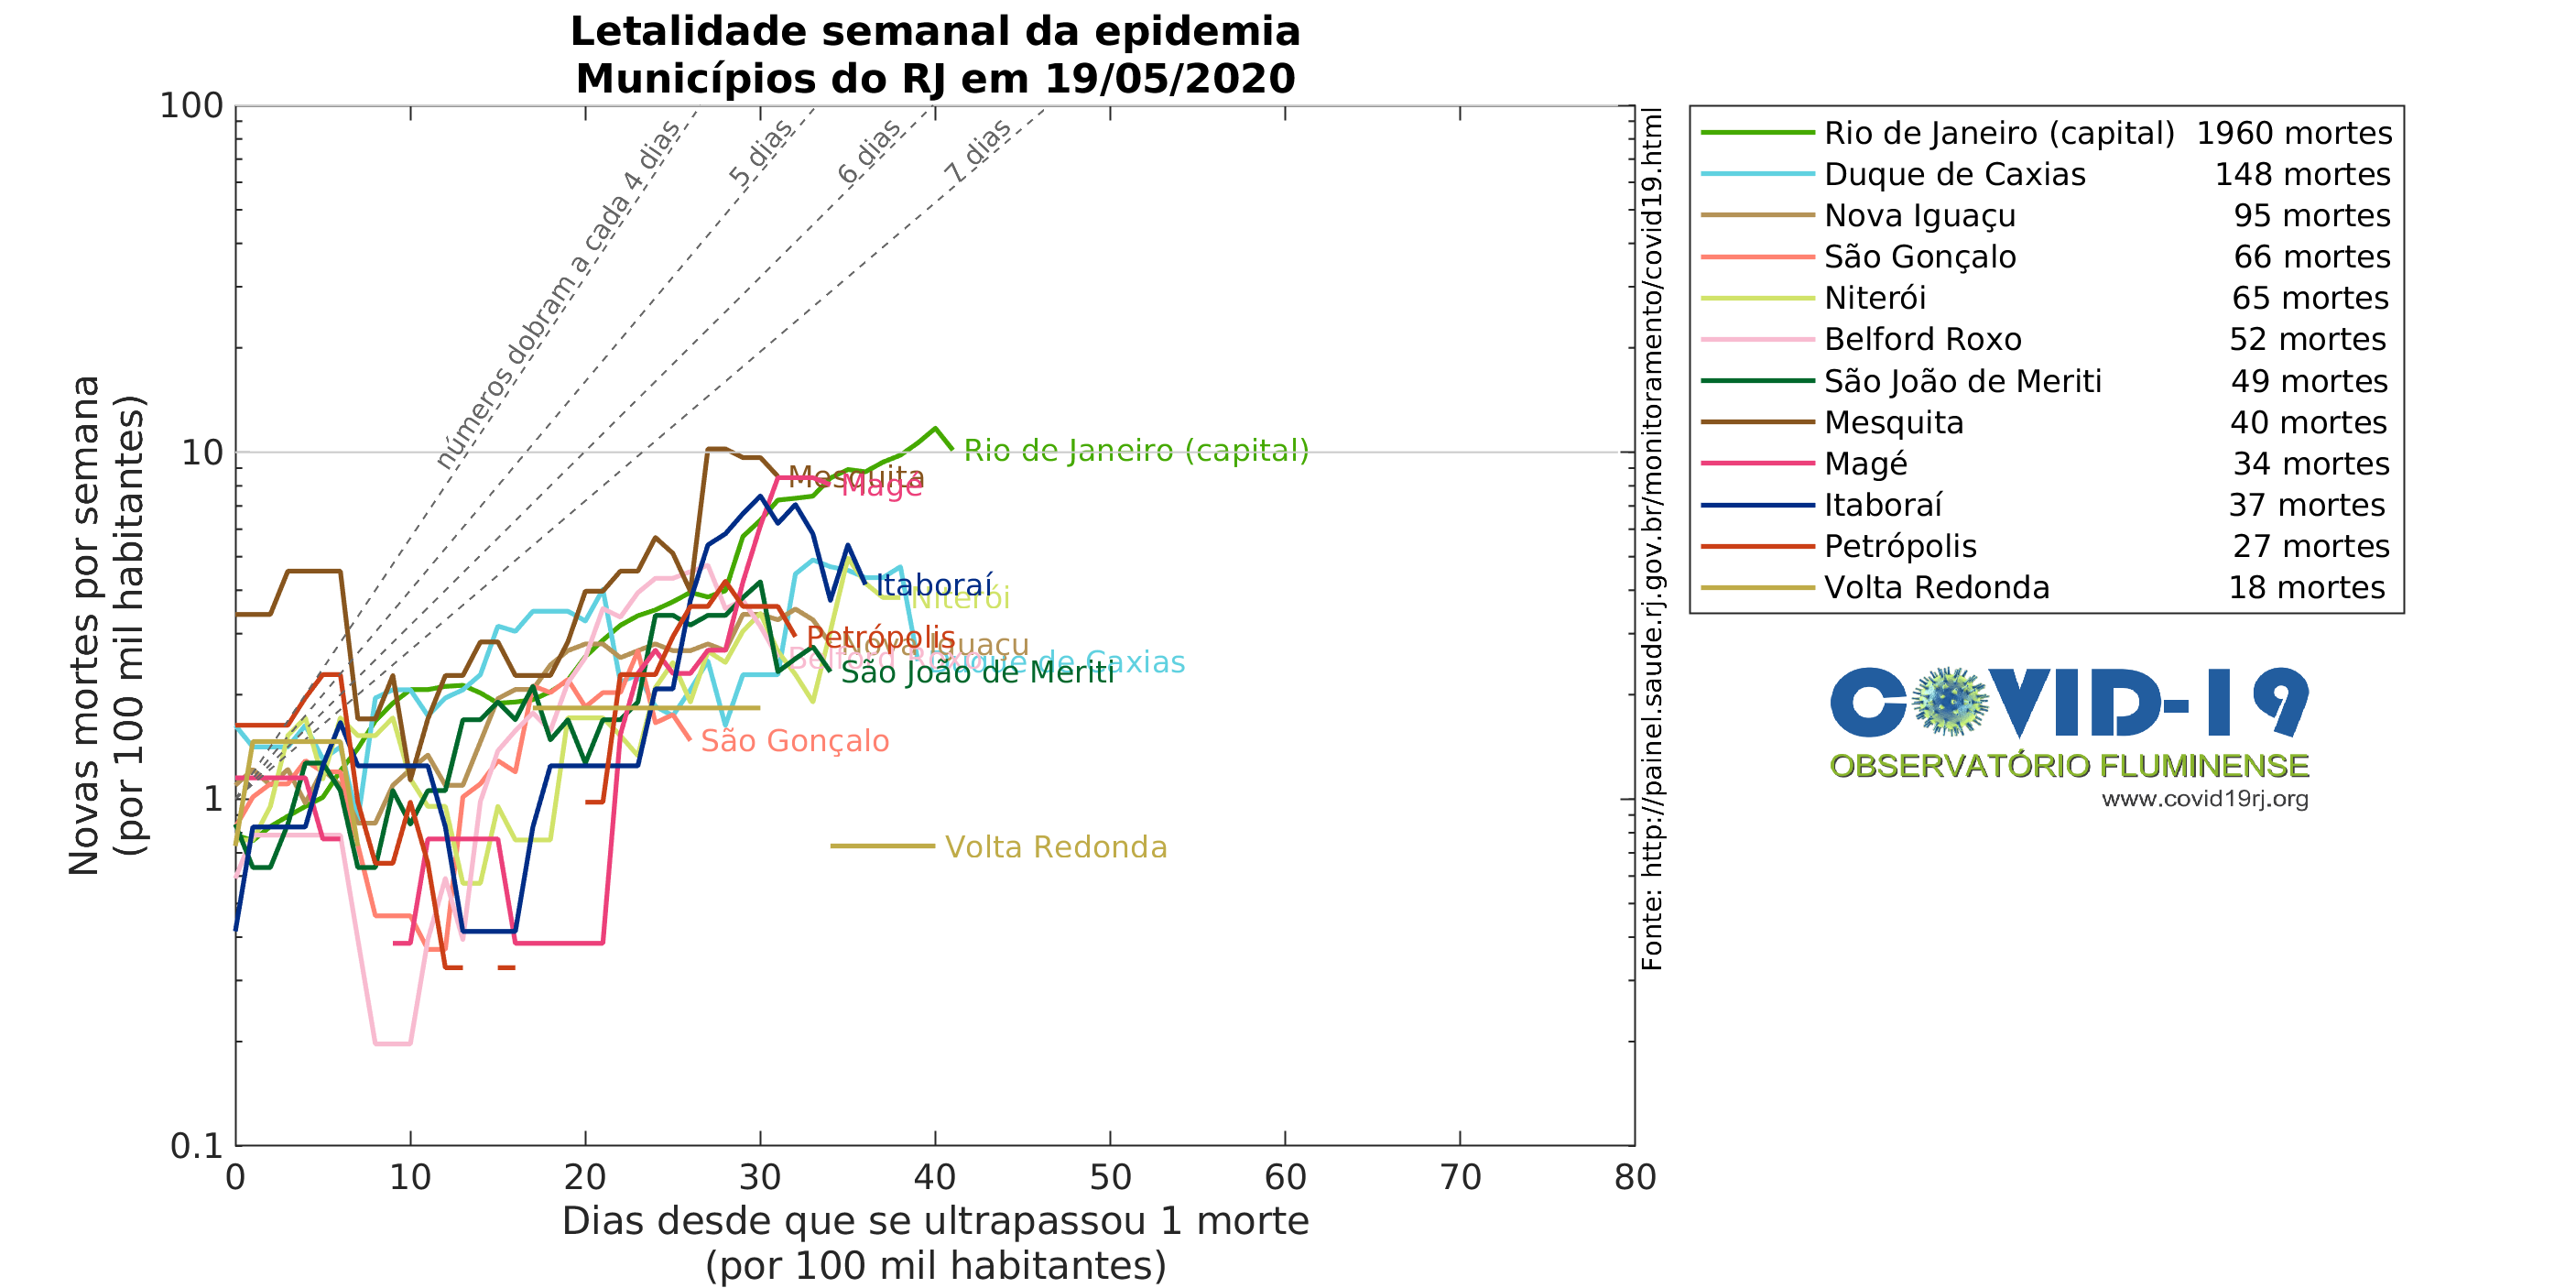 Letalidade semanal da epidemia
Municípios do RJ em 19/05/2020
Novas mortes por semana
(por 100 mil habitantes)
100
10
1
0.1
números dobram a cada 4 dias
5 dias
6 dias
7 dias
Rio de Janeiro (capital)
Mesquita
Magé
Itaboraí
Niterói
Petrópolis
Nova Iguaçu
Belford Roxo
Duque de Caxias
São João de Meriti
São Gonçalo
Volta Redonda
0 10 20 30 40 50 60 70 80
Dias desde que se ultrapassou 1 morte
(por 100 mil habitantes)
Fonte: http://painel.saude.rj.gov.br/monitoramento/covid19.html
Rio de Janeiro (capital) 1960 mortes
Duque de Caxias 148 mortes
Nova Iguaçu 95 mortes
São Gonçalo 66 mortes
Niterói 65 mortes
Belford Roxo 52 mortes
São João de Meriti 49 mortes
Mesquita 40 mortes
Magé 34 mortes
Itaboraí 37 mortes
Petrópolis 27 mortes
Volta Redonda 18 mortes
COVID-19
OBSERVATÓRIO FLUMINENSE
www.covid19rj.org